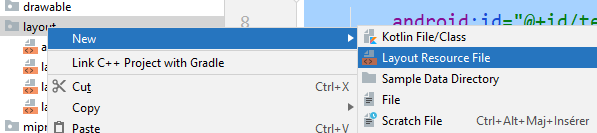 drawable
layout
8
android:id="@+id/te
New
Kotlin File/Class
Layout Resource File
Link C++ Project with Gradle
Sample Data Directory
Cut Ctrl+X
File
Copy
Scratch File Ctrl+Alt+Maj+Insérer
Paste Ctrl+V